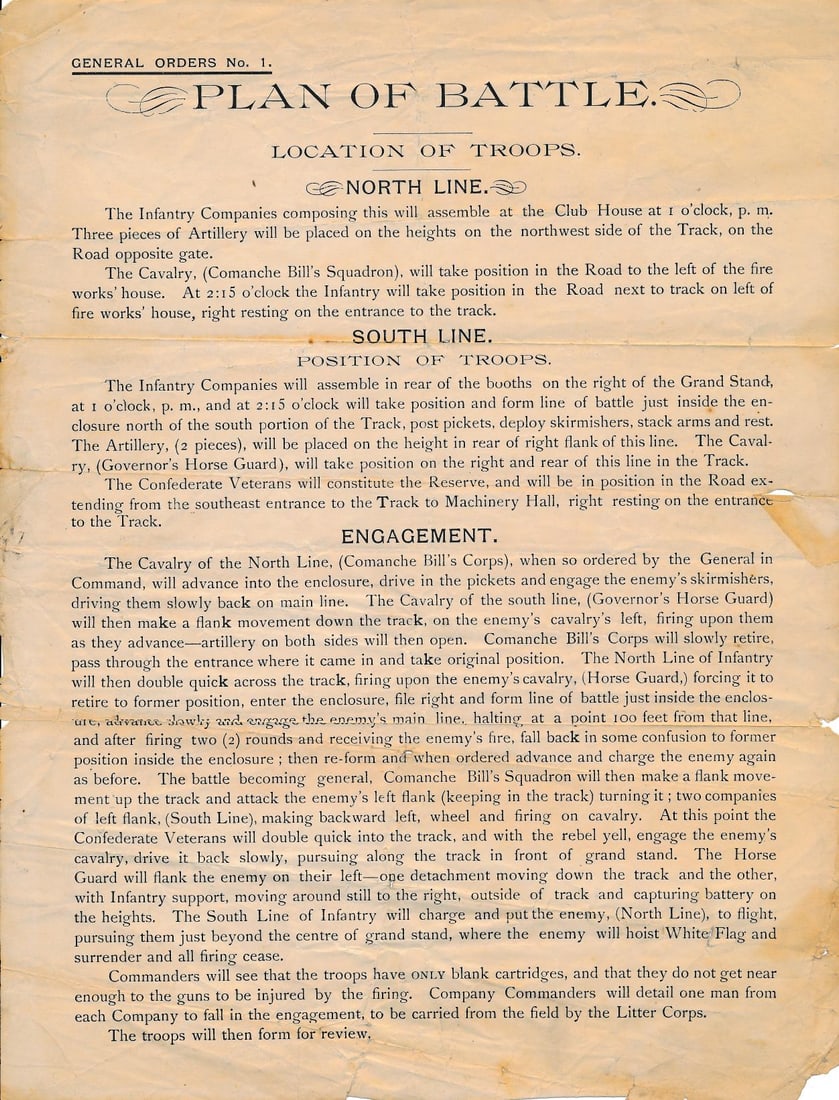 GENERAL ORDERS No. 1.
PLAN OF BATTLE.
LOCATION OF TROOPS.
NORTH LINE.
The Infantry Companies composing this will assemble at the Club House at 1 o'clock, p. m.
Three pieces of Artillery will be placed on the heights on the northwest side of the Track, on the
Road opposite gate.
The Cavalry, (Comanche Bill's Squadron), will take position in the Road to the left of the fire
works' house. At 2:15 o'clock the Infantry will take position in the Road next to track on left of
fire works' house, right resting on the entrance to the track.
SOUTH LINE.
POSITION OF TROOPS.
The Infantry Companies will assemble in rear of the booths on the right of the Grand Stand,
at 1 o'clock, p. m., and at 2:15 o'clock will take position and form line of battle just inside the en-
closure north of the south portion of the Track, post pickets, deploy skirmishers, stack arms and rest.
The Artillery, (2 pieces), will be placed on the height in rear of right flank of this line. The Caval-
ry, (Governor's Horse Guard), will take position on the right and rear of this line in the Track.
The Confederate Veterans will constitute the Reserve, and will be in position in the Road ex-
tending from the southeast entrance to the Track to Machinery Hall, right resting on the entrance
to the Track.
ENGAGEMENT.
The Cavalry of the North Line, (Comanche Bill's Corps), when so ordered by the General in
Command, will advance into the enclosure, drive in the pickets and engage the enemy's skirmishers,
driving them slowly back on main line. The Cavalry of the south line, (Governor's Horse Guard)
will then make a flank movement down the track, on the enemy's cavalry's left, firing upon them
as they advance—artillery on both sides will then open. Comanche Bill's Corps will slowly retire,
pass through the entrance where it came in and take original position. The North Line of Infantry
will then double quick across the track, firing upon the enemy's cavalry, (Horse Guard,) forcing it to
retire to former position, enter the enclosure, file right and form line of battle just inside the enclos-
ure, advance slowly and engage the enemy's main line, halting at a point 100 feet from that line,
and after firing two (2) rounds and receiving the enemy's fire, fall back in some confusion to former
position inside the enclosure ; then re-form and when ordered advance and charge the enemy again
as before. The battle becoming general, Comanche Bill's Squadron will then make a flank move-
ment up the track and attack the enemy's left flank (keeping in the track) turning it ; two companies
of left flank, (South Line), making backward left, wheel and firing on cavalry. At this point the
Confederate Veterans will double quick into the track, and with the rebel yell, engage the enemy's
cavalry, drive it back slowly, pursuing along the track in front of grand stand. The Horse
Guard will flank the enemy on their left—one detachment moving down the track and the other,
with Infantry support, moving around still to the right, outside of track and capturing battery on
the heights. The South Line of Infantry will charge and put the enemy, (North Line), to flight,
pursuing them just beyond the centre of grand stand, where the enemy will hoist White Flag and
surrender and all firing cease.
Commanders will see that the troops have ONLY blank cartridges, and that they do not get near
enough to the guns to be injured by the firing. Company Commanders will detail one man from
each Company to fall in the engagement, to be carried from the field by the Litter Corps.
The troops will then form for review.